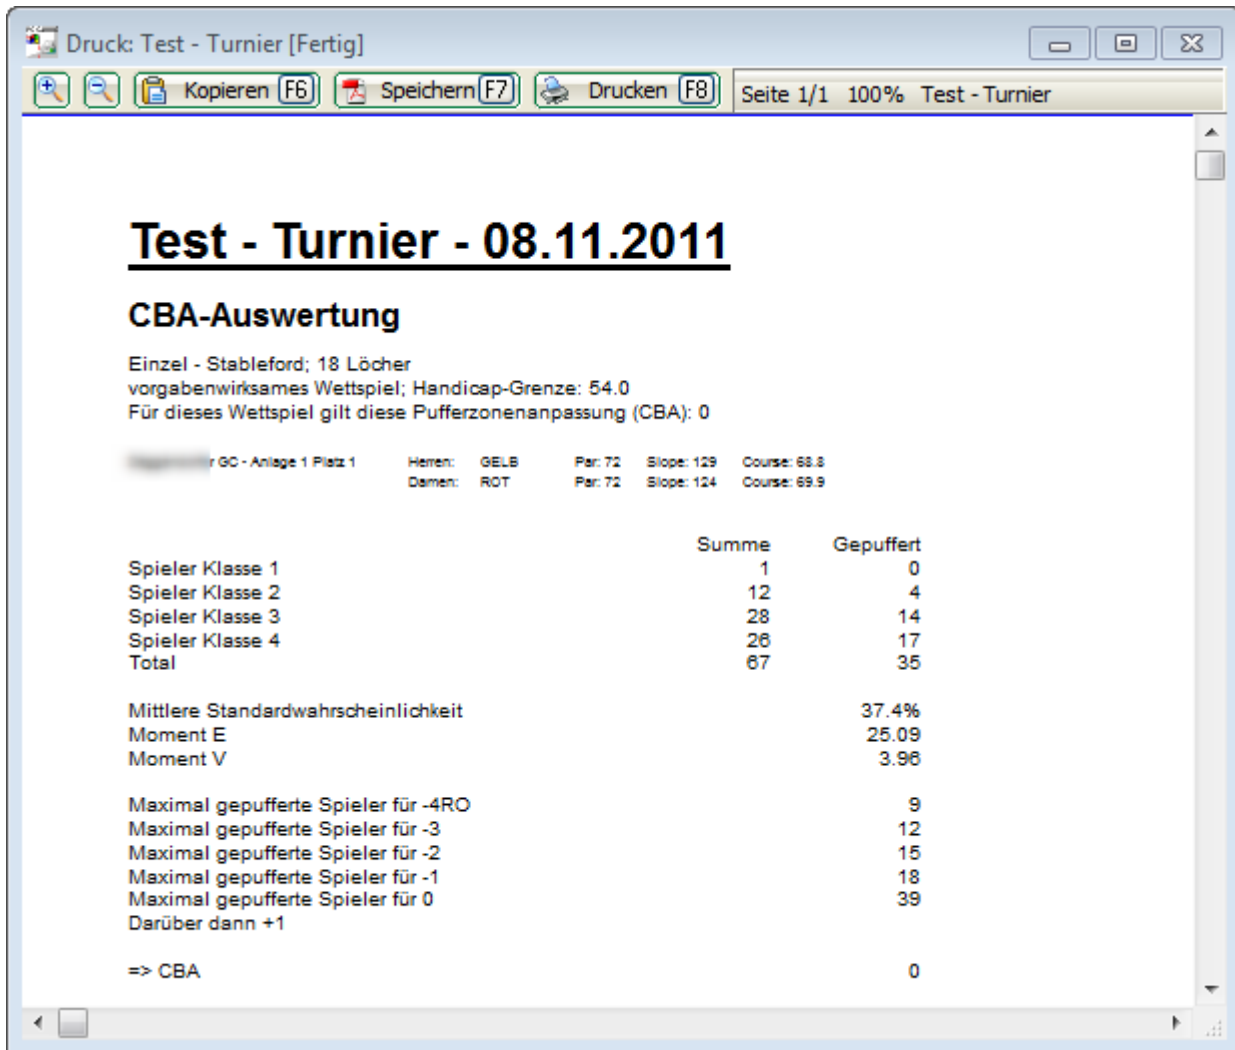 Druck: Test - Turnier [Fertig]
Kopieren F6 Speichern F7 Drucken F8 Seite 1/1 100% Test - Turnier
Test - Turnier - 08.11.2011
CBA-Auswertung
Einzel - Stableford; 18 Löcher
vorgabenwirksames Wettspiel; Handicap-Grenze: 54.0
Für dieses Wettspiel gilt diese Pufferzonenanpassung (CBA): 0
GC - Anlage 1 Platz 1 Herren: GELB Par: 72 Slope: 129 Course: 68.8
Damen: ROT Par: 72 Slope: 124 Course: 69.9
Summe Gepuffert
Spieler Klasse 1 1 0
Spieler Klasse 2 12 4
Spieler Klasse 3 28 14
Spieler Klasse 4 26 17
Total 67 35
Mittlere Standardwahrscheinlichkeit 37.4%
Moment E 25.09
Moment V 3.96
Maximal gepufferte Spieler für -4RO 9
Maximal gepufferte Spieler für -3 12
Maximal gepufferte Spieler für -2 15
Maximal gepufferte Spieler für -1 18
Maximal gepufferte Spieler für 0 39
Darüber dann +1
=> CBA 0